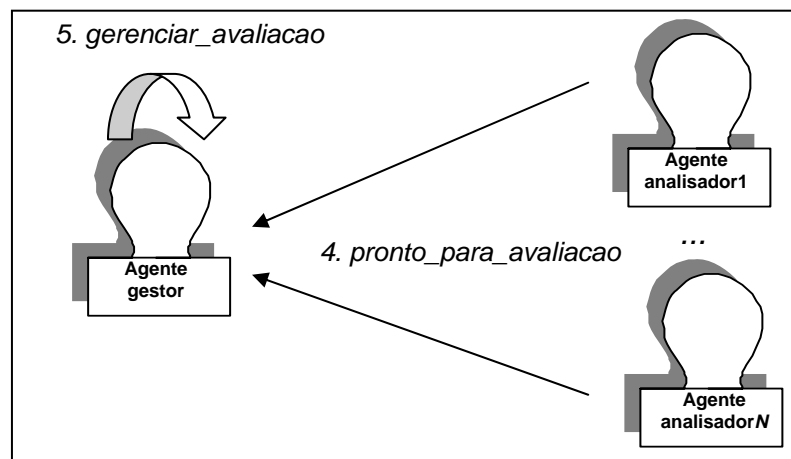 5. gerenciar_avaliacao
Agente
analisador1
...
4. pronto_para_avaliacao
Agente
gestor
Agente
analisadorN